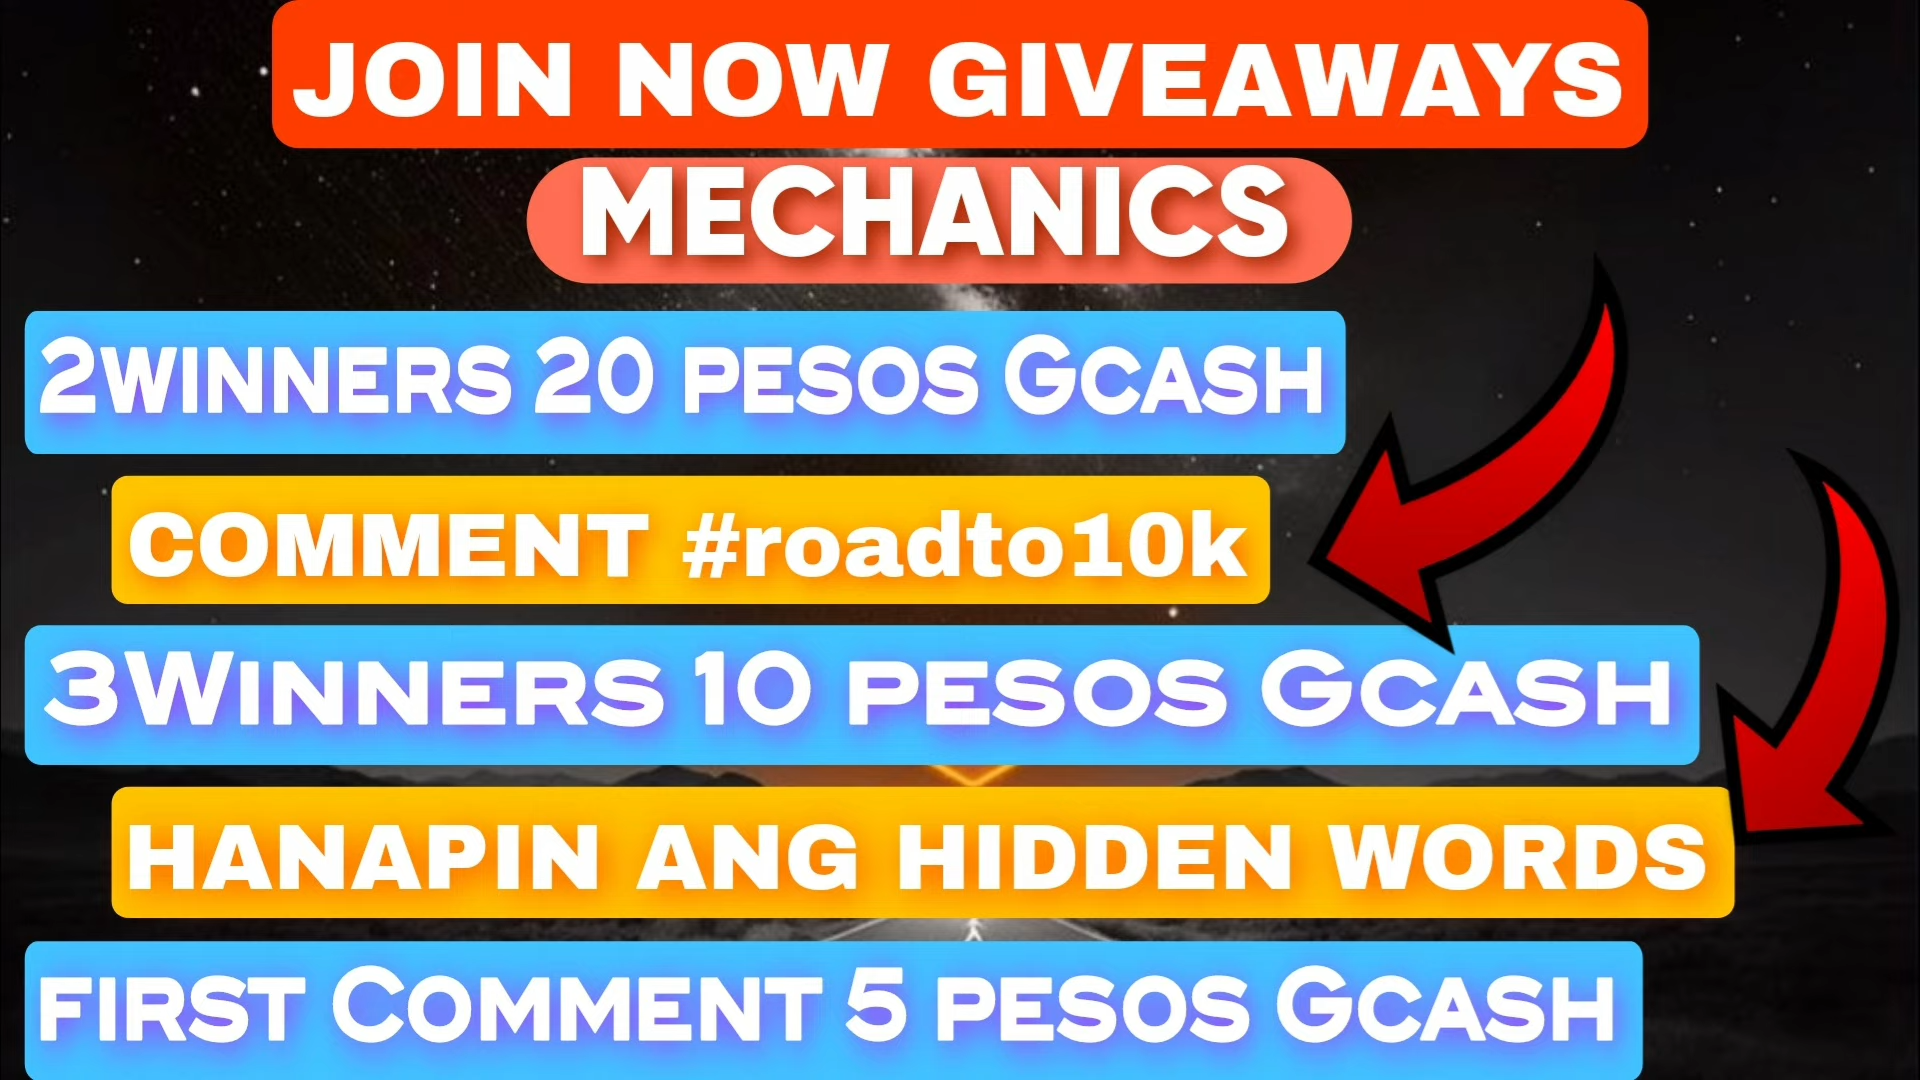 JOIN NOW GIVEAWAYS
MECHANICS
2WINNERS 20 PESOS GCASH
COMMENT #roadto10k
3WINNERS 10 PESOS GCASH
HANAPIN ANG HIDDEN WORDS
FIRST COMMENT 5 PESOS GCASH